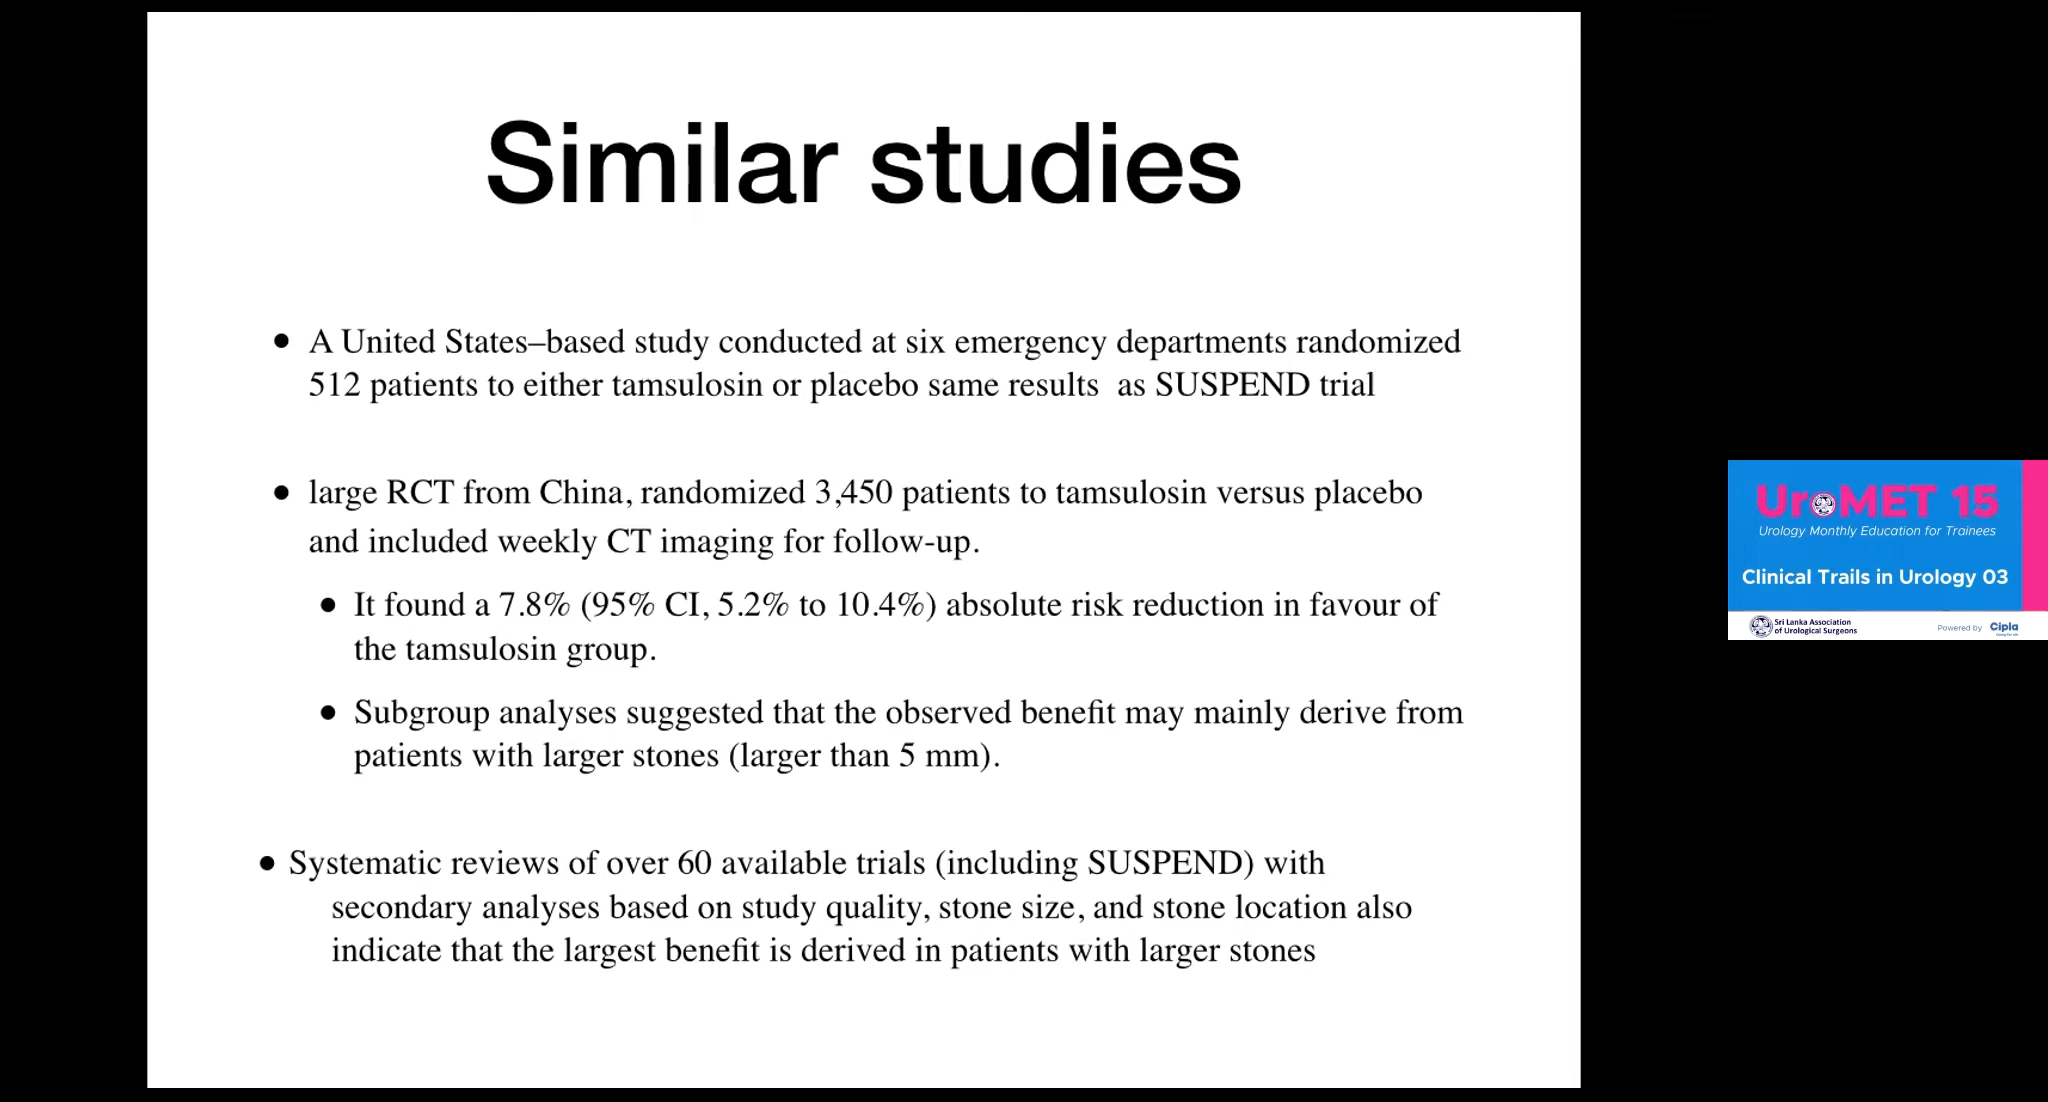 Similar studies
• A United States–based study conducted at six emergency departments randomized
512 patients to either tamsulosin or placebo same results as SUSPEND trial
• large RCT from China, randomized 3,450 patients to tamsulosin versus placebo
and included weekly CT imaging for follow-up.
• It found a 7.8% (95% CI, 5.2% to 10.4%) absolute risk reduction in favour of
the tamsulosin group.
• Subgroup analyses suggested that the observed benefit may mainly derive from
patients with larger stones (larger than 5 mm).
• Systematic reviews of over 60 available trials (including SUSPEND) with
secondary analyses based on study quality, stone size, and stone location also
indicate that the largest benefit is derived in patients with larger stones
UroMET 15
Urology Monthly Education for Trainees
Clinical Trails in Urology 03
Sri Lanka Association
of Urological Surgeons
Powered by Cipla